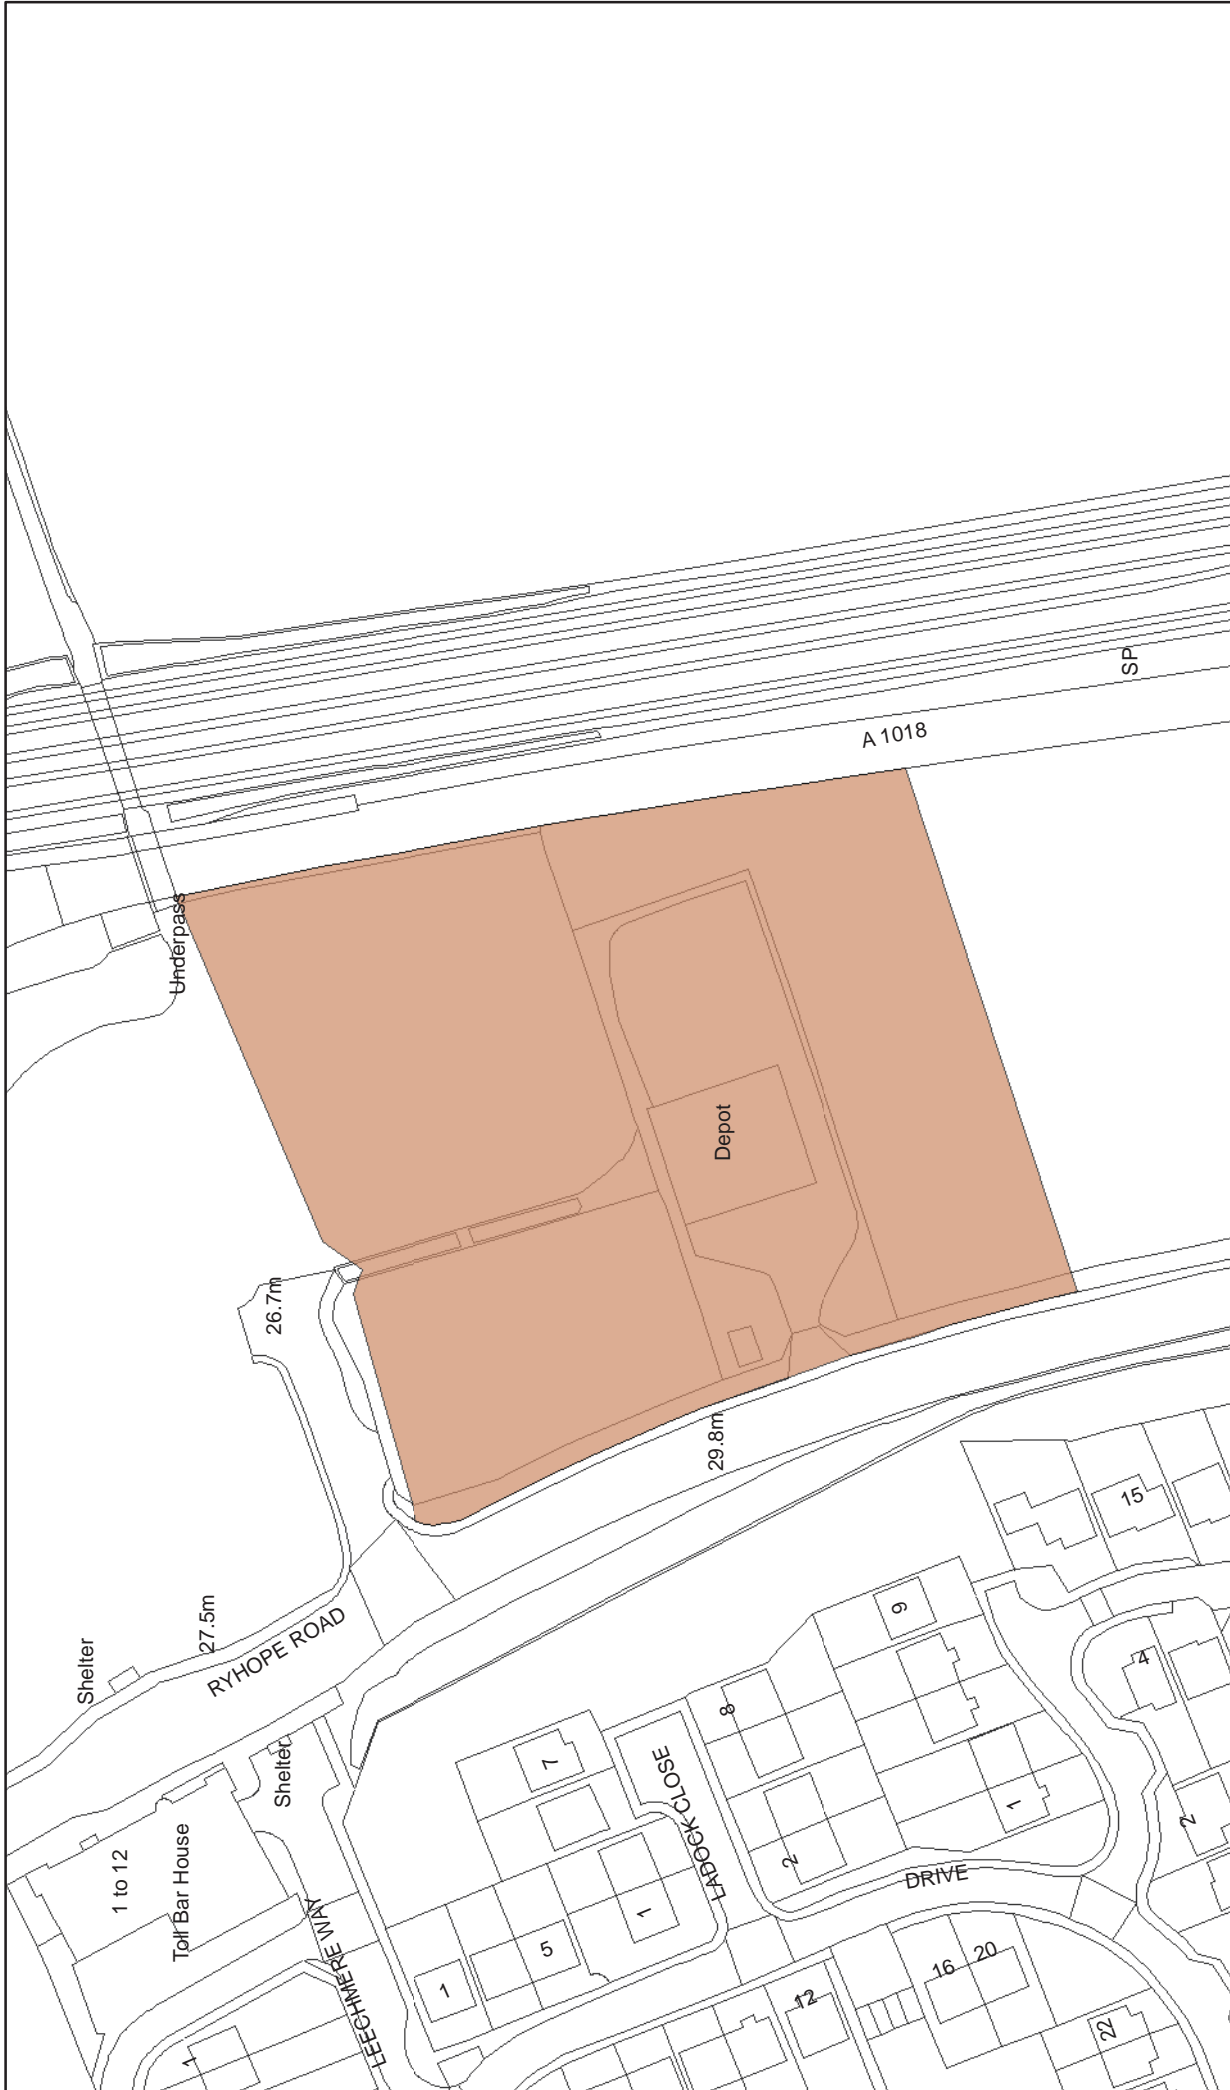 Underpass
A 1018
SP
Depot
26.7m
29.8m
27.5m
Shelter
RYHOPE ROAD
Shelter
1 to 12
Toll Bar House
LEECHMERE WAY
LADOCK CLOSE
DRIVE
15
9
4
8
7
1
2
2
1
5
1
12
16
20
22
1